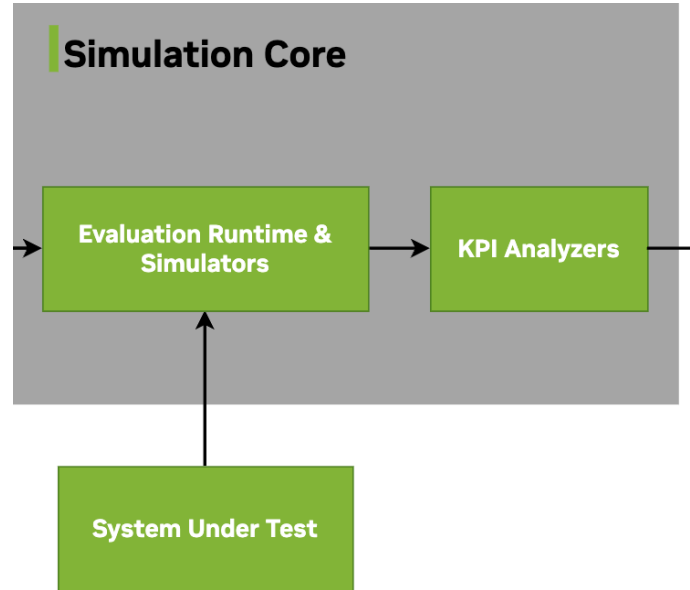 Simulation Core
Evaluation Runtime &
Simulators
KPI Analyzers
System Under Test